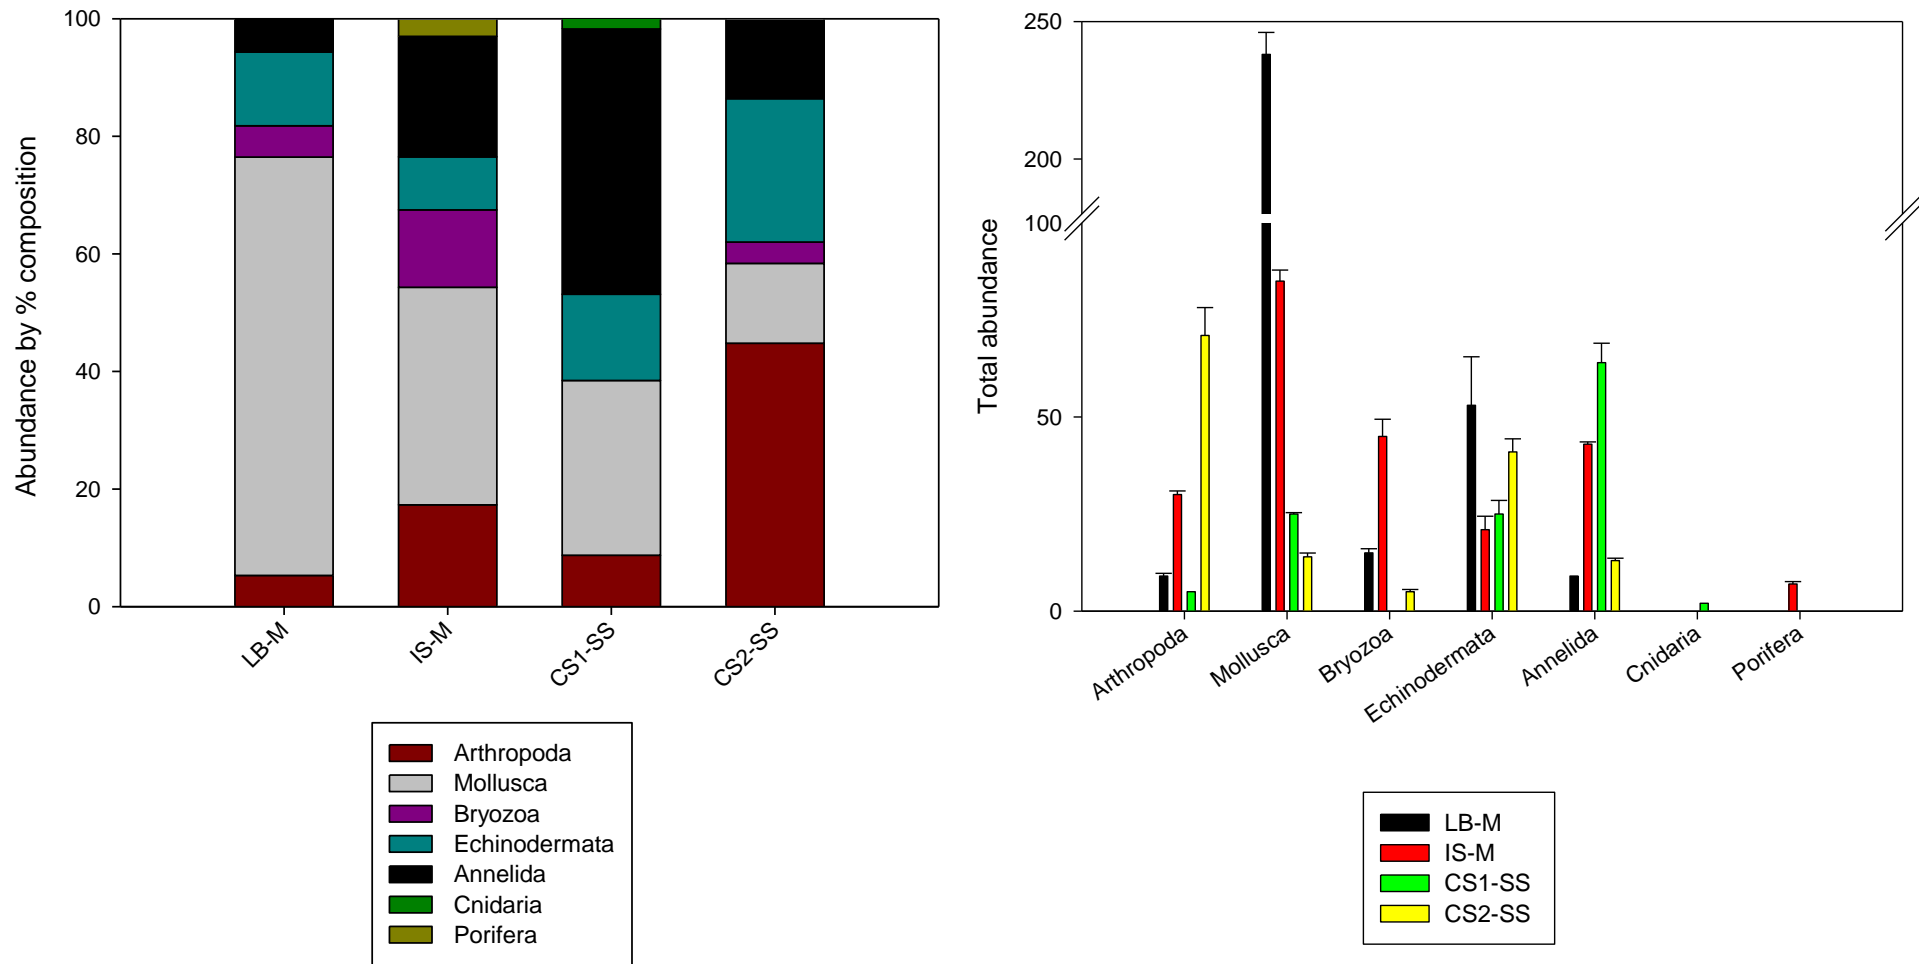 Abundance by % composition
100
80
60
40
20
0
LB-M
IS-M
CS1-SS
CS2-SS
Arthropoda
Mollusca
Bryozoa
Echinodermata
Annelida
Cnidaria
Porifera
Total abundance
250
200
100
50
0
Arthropoda
Mollusca
Bryozoa
Echinodermata
Annelida
Cnidaria
Porifera
LB-M
IS-M
CS1-SS
CS2-SS